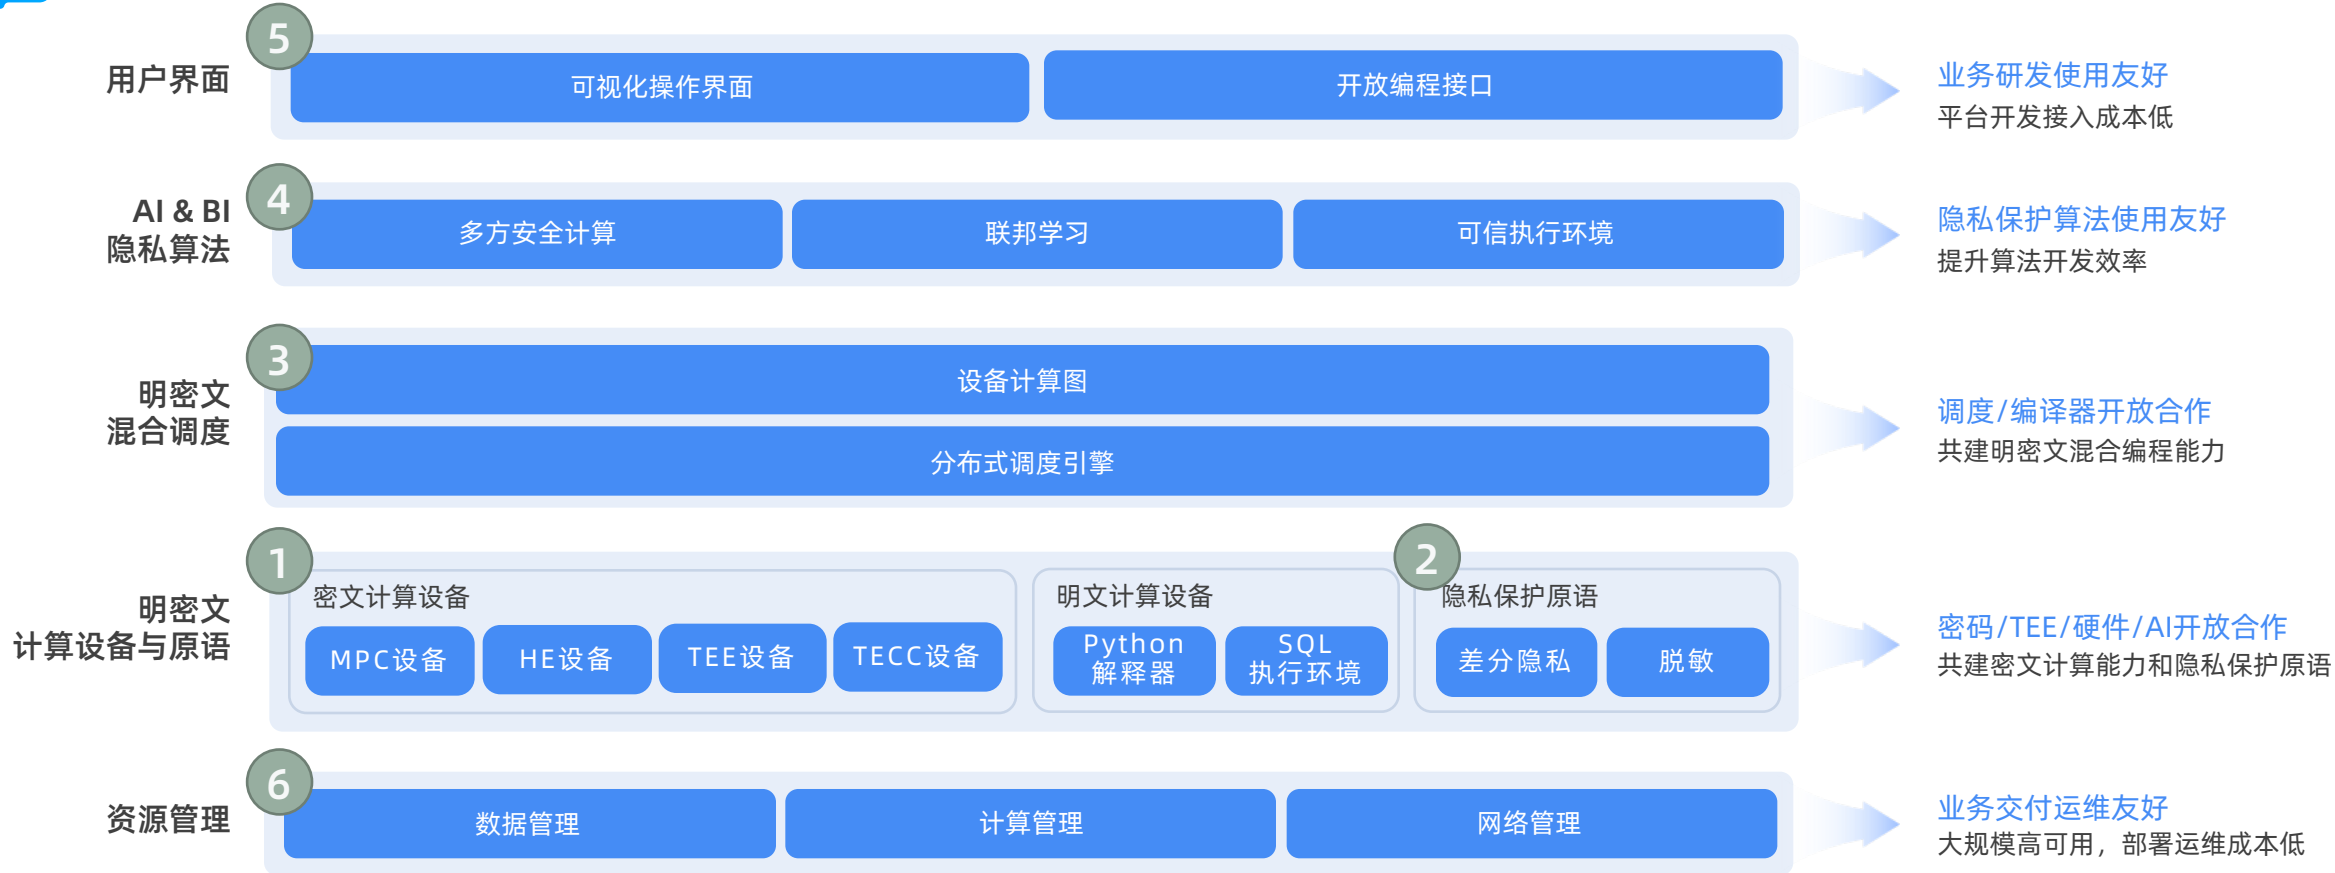 5
用户界面
可视化操作界面
开放编程接口
业务研发使用友好
平台开发接入成本低
4
AI & BI
隐私算法
多方安全计算
联邦学习
可信执行环境
隐私保护算法使用友好
提升算法开发效率
3
明密文
混合调度
设备计算图
分布式调度引擎
调度/编译器开放合作
共建明密文混合编程能力
1
2
明密文
计算设备与原语
密文计算设备
MPC设备
HE设备
TEE设备
TECC设备
明文计算设备
Python
解释器
SQL
执行环境
隐私保护原语
差分隐私
脱敏
密码/TEE/硬件/AI开放合作
共建密文计算能力和隐私保护原语
6
资源管理
数据管理
计算管理
网络管理
业务交付运维友好
大规模高可用，部署运维成本低